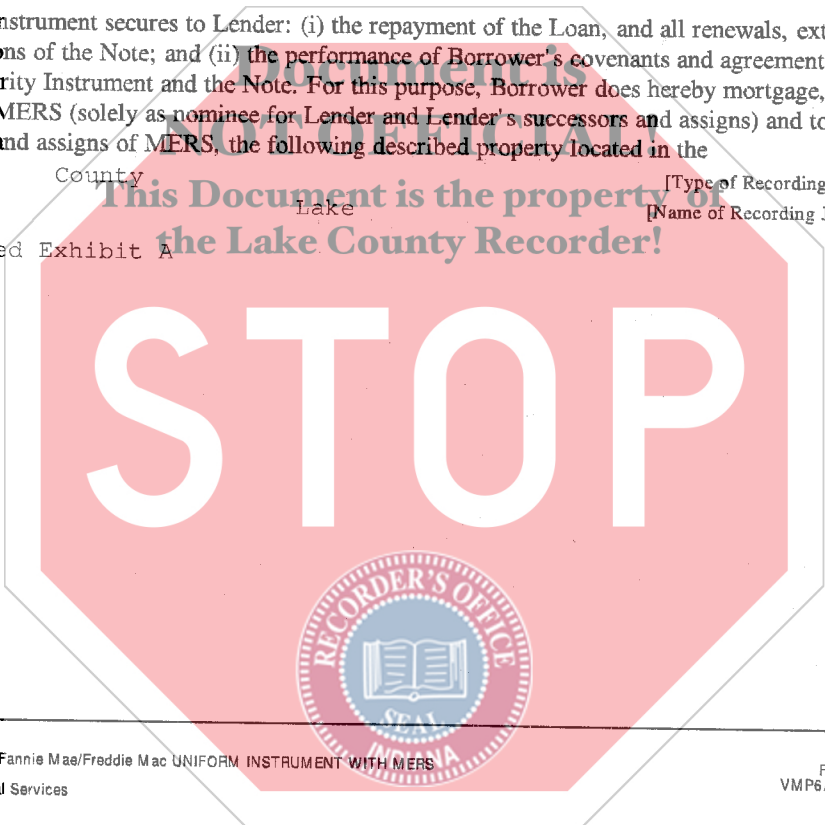 nstrument secures to Lender: (i) the repayment of the Loan, and all renewals, ext
ns of the Note; and (ii) the performance of Borrower's covenants and agreement
rity Instrument and the Note. For this purpose, Borrower does hereby mortgage,
MERS (solely as nominee for Lender and Lender's successors and assigns) and to
nd assigns of MERS, the following described property located in the
County [Type of Recording
Lake [Name of Recording J
ed Exhibit A
Document is
NOT OFFICIAL!
This Document is the property of
the Lake County Recorder!
STOP
RECORDER'S OFFICE
SEAL
INDIANA
Fannie Mae/Freddie Mac UNIFORM INSTRUMENT WITH MERS
l Services
F
VMP6